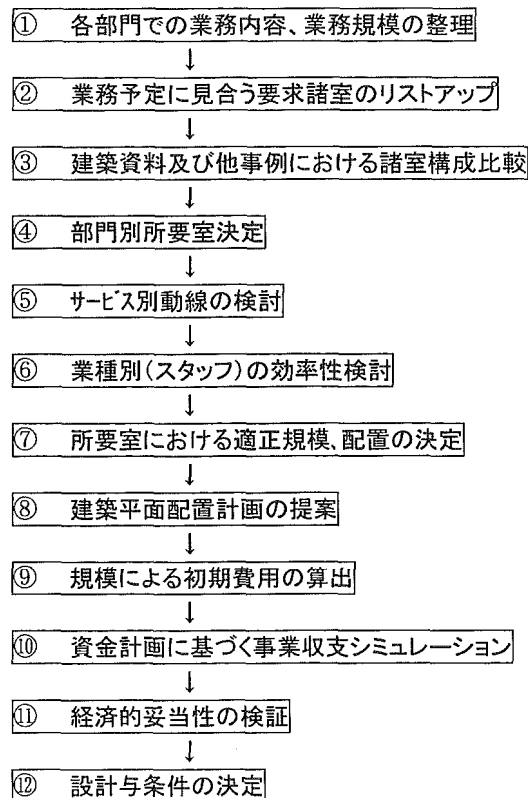 ① 各部門での業務内容、業務規模の整理
↓
② 業務予定に見合う要求諸室のリストアップ
↓
③ 建築資料及び他事例における諸室構成比較
↓
④ 部門別所要室決定
↓
⑤ サービス別動線の検討
↓
⑥ 業種別(スタッフ)の効率性検討
↓
⑦ 所要室における適正規模、配置の決定
↓
⑧ 建築平面配置計画の提案
↓
⑨ 規模による初期費用の算出
↓
⑩ 資金計画に基づく事業収支シミュレーション
↓
⑪ 経済的妥当性の検証
↓
⑫ 設計与条件の決定